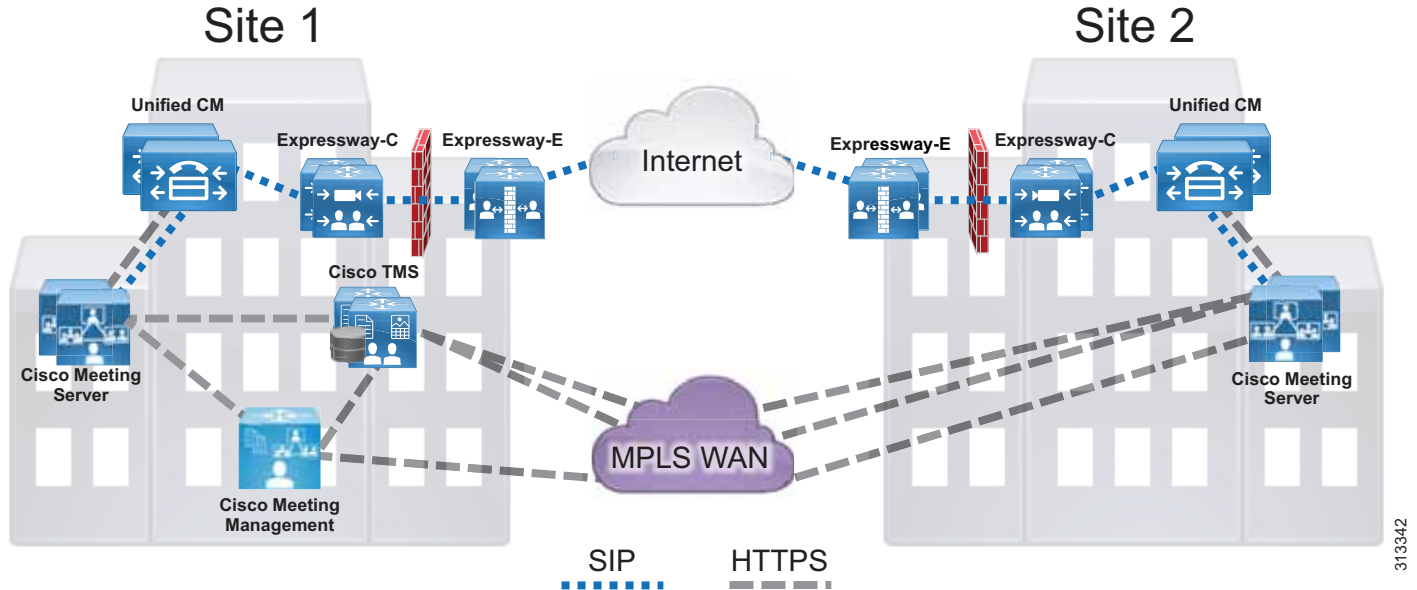 Site 1
Site 2
Unified CM
Expressway-C
Expressway-E
Internet
Expressway-E
Expressway-C
Unified CM
Cisco TMS
Cisco Meeting
Server
Cisco Meeting
Management
MPLS WAN
Cisco Meeting
Server
SIP
HTTPS
313342